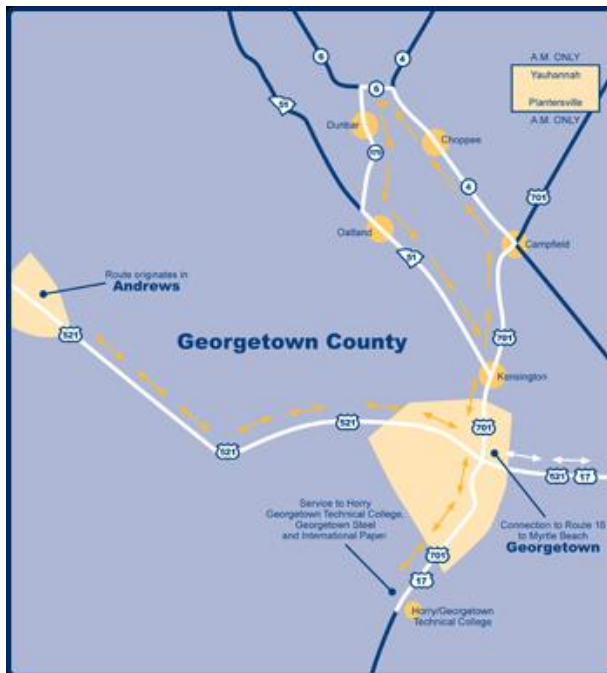 A.M. ONLY
Yauhannah
Plantersville
A.M. ONLY
6
4
6
51
Dunbar
Choppee
4
701
Oatland
51
Campfield
Route originates in
Andrews
521
Georgetown County
701
Kensington
521
701
521
521
17
Service to Horry
Georgetown Technical College,
Georgetown Steel
and International Paper
Connection to Route 16
to Myrtle Beach
Georgetown
701
17
Horry/Georgetown
Technical College